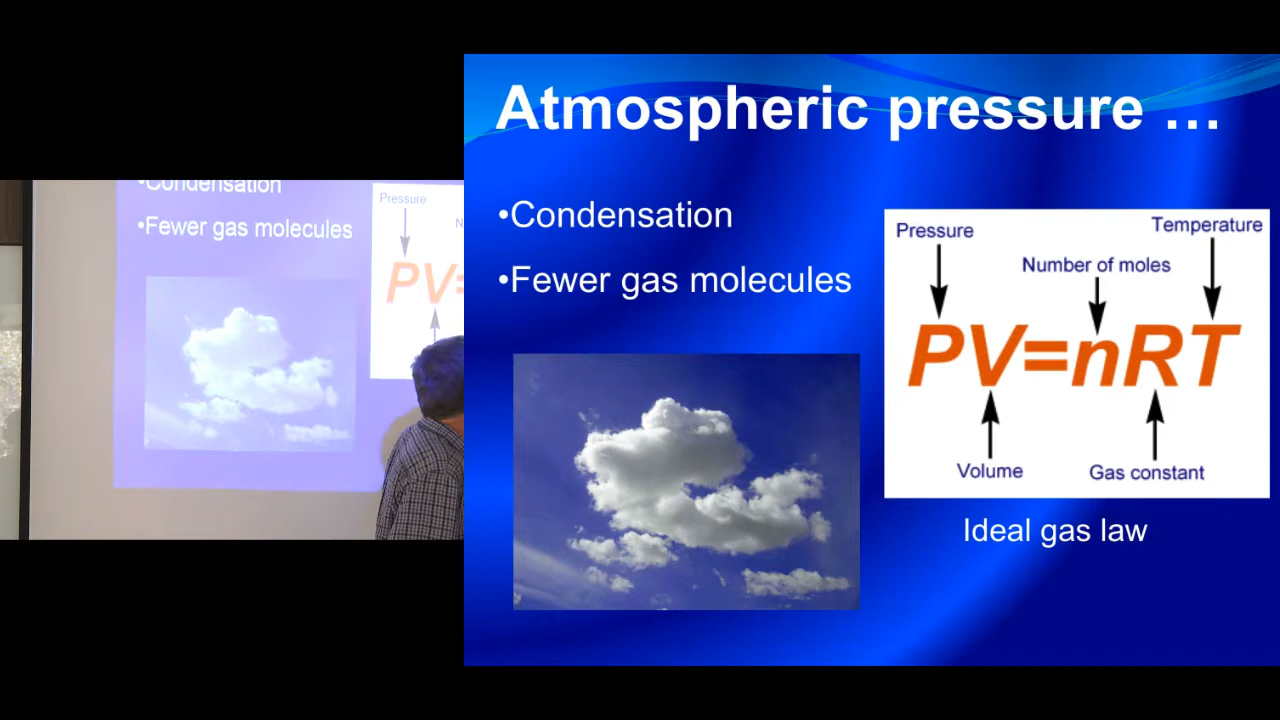 •Condensation
•Fewer gas molecules
Pressure
N
PV=
Atmospheric pressure ...
•Condensation
•Fewer gas molecules
Pressure
Temperature
Number of moles
PV=nRT
Volume
Gas constant
Ideal gas law